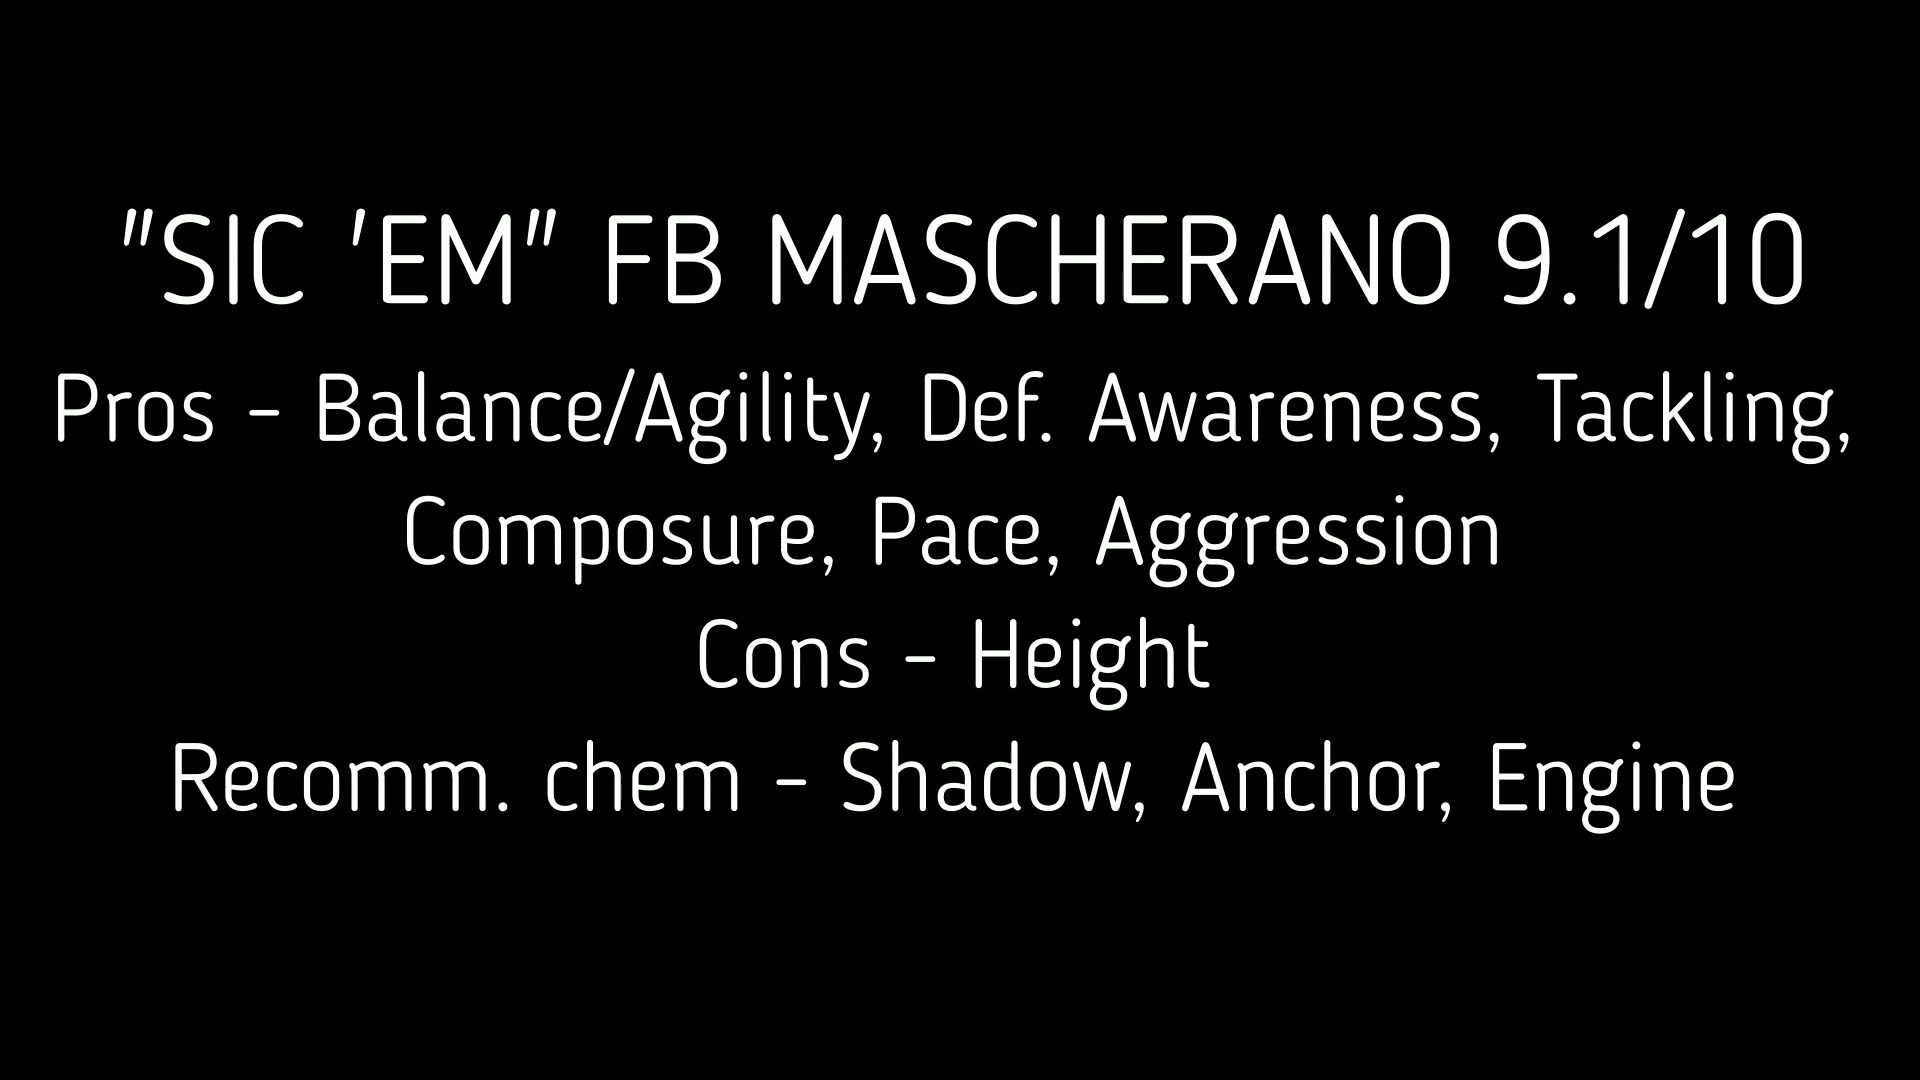 "SIC 'EM" FB MASCHERANO 9.1/10
Pros - Balance/Agility, Def. Awareness, Tackling,
Composure, Pace, Aggression
Cons - Height
Recomm. chem - Shadow, Anchor, Engine